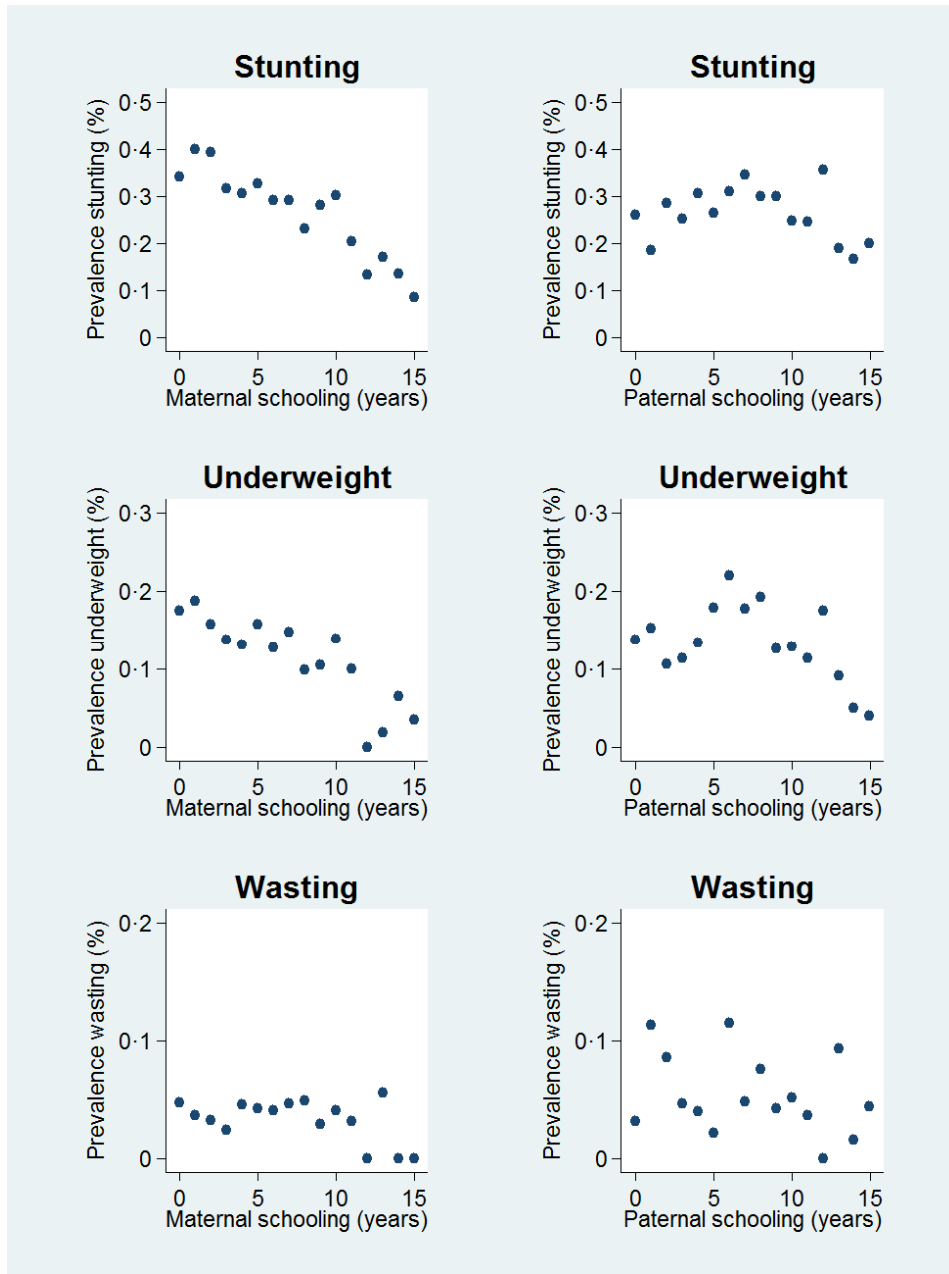 Stunting
Prevalence stunting (%)
0·5
0·4
0·3
0·2
0·1
0
0 5 10 15
Maternal schooling (years)
Stunting
Prevalence stunting (%)
0·5
0·4
0·3
0·2
0·1
0
0 5 10 15
Paternal schooling (years)
Underweight
Prevalence underweight (%)
0·3
0·2
0·1
0
0 5 10 15
Maternal schooling (years)
Underweight
Prevalence underweight (%)
0·3
0·2
0·1
0
0 5 10 15
Paternal schooling (years)
Wasting
Prevalence wasting (%)
0·2
0·1
0
0 5 10 15
Maternal schooling (years)
Wasting
Prevalence wasting (%)
0·2
0·1
0
0 5 10 15
Paternal schooling (years)